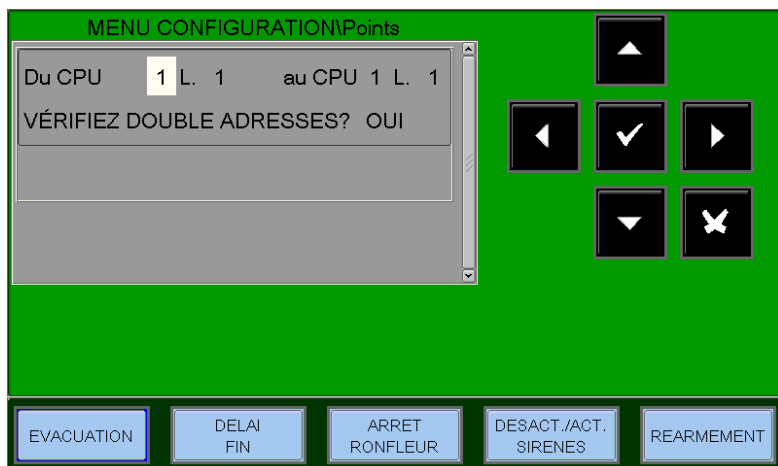 MENU CONFIGURATION\Points
Du CPU 1 L. 1 au CPU 1 L. 1
VÉRIFIEZ DOUBLE ADRESSES? OUI
EVACUATION
DELAI
FIN
ARRET
RONFLEUR
DESACT./ACT.
SIRENES
REARMEMENT